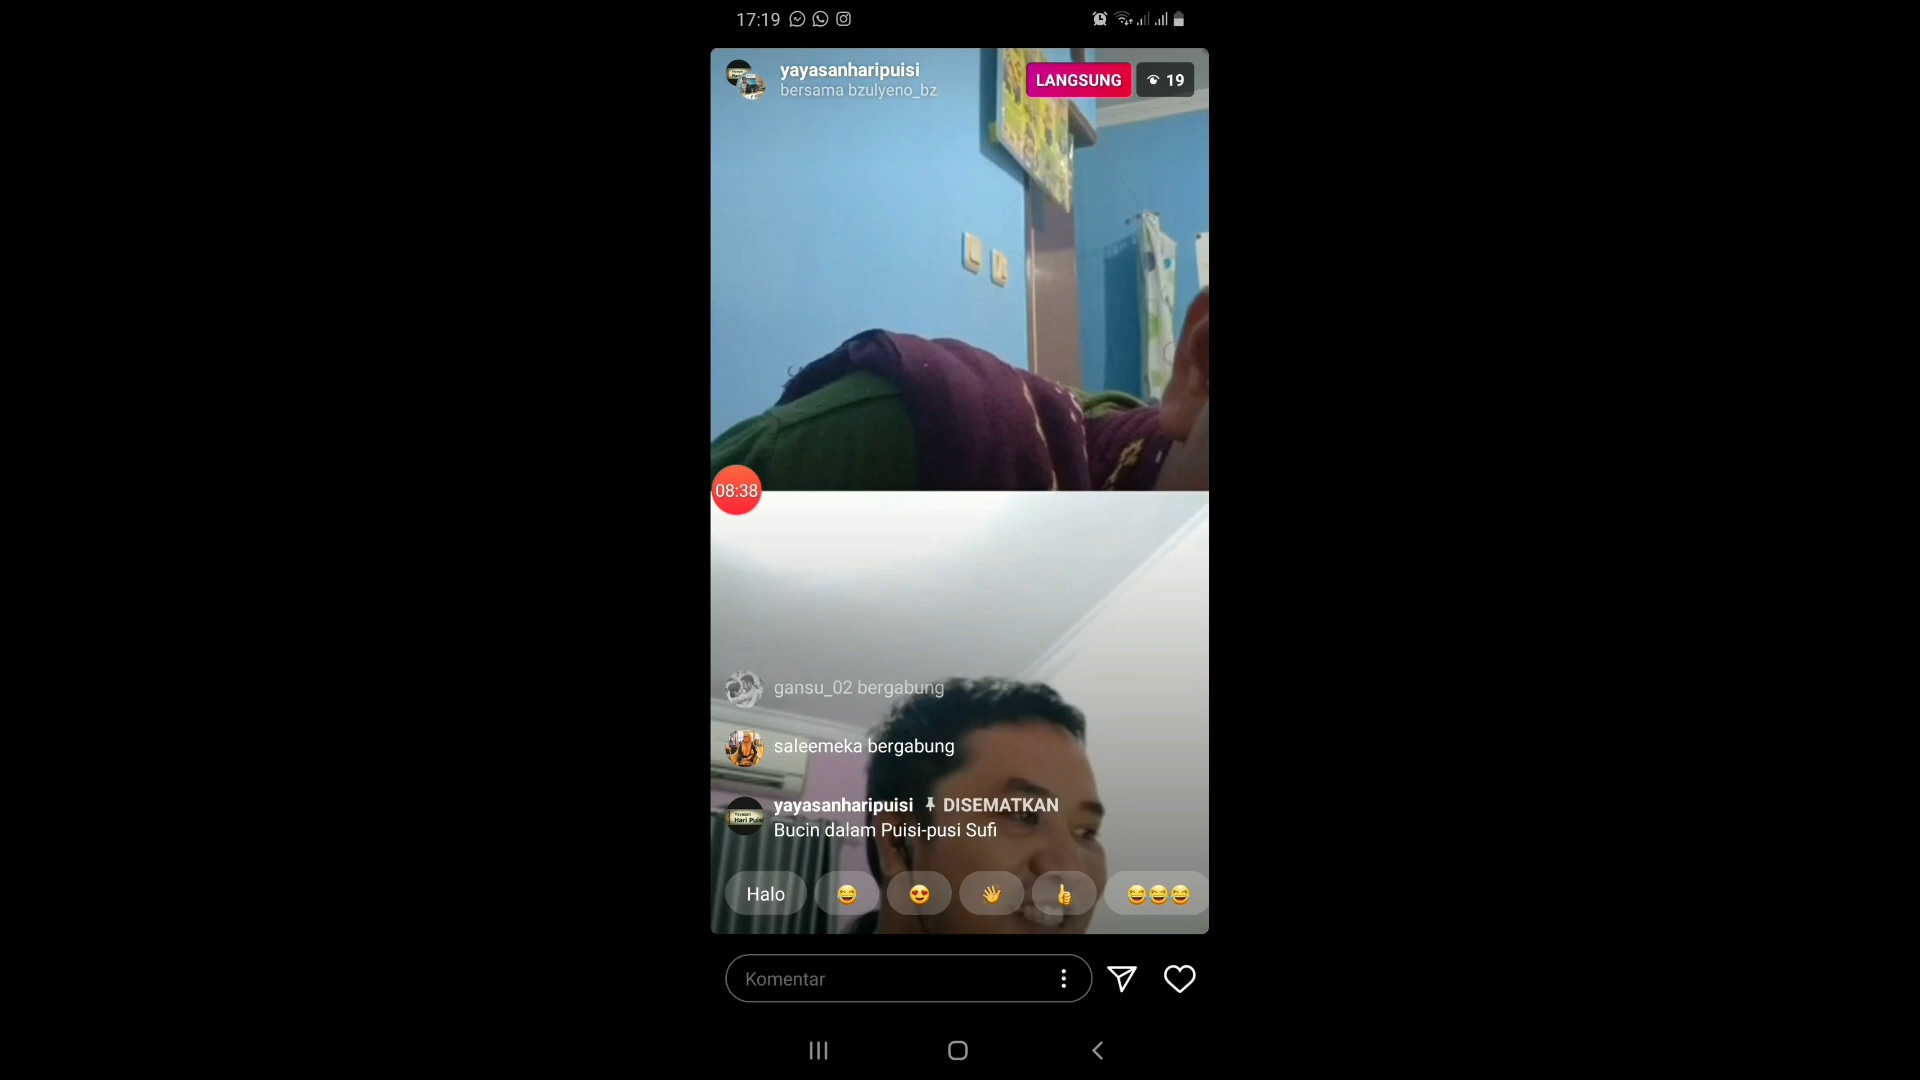 17:19
yayasanharipuisi
bersama bzulyeno_bz
LANGSUNG
19
08:38
gansu_02 bergabung
saleemeka bergabung
yayasanharipuisi DISEMATKAN
Bucin dalam Puisi-pusi Sufi
Halo
Komentar